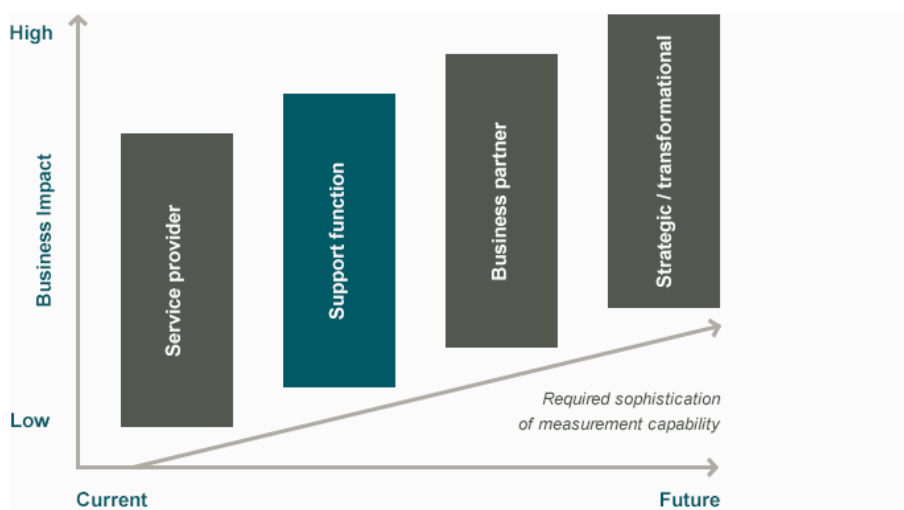 High
Business Impact
Low
Service provider
Support function
Business partner
Strategic / transformational
Required sophistication
of measurement capability
Current
Future